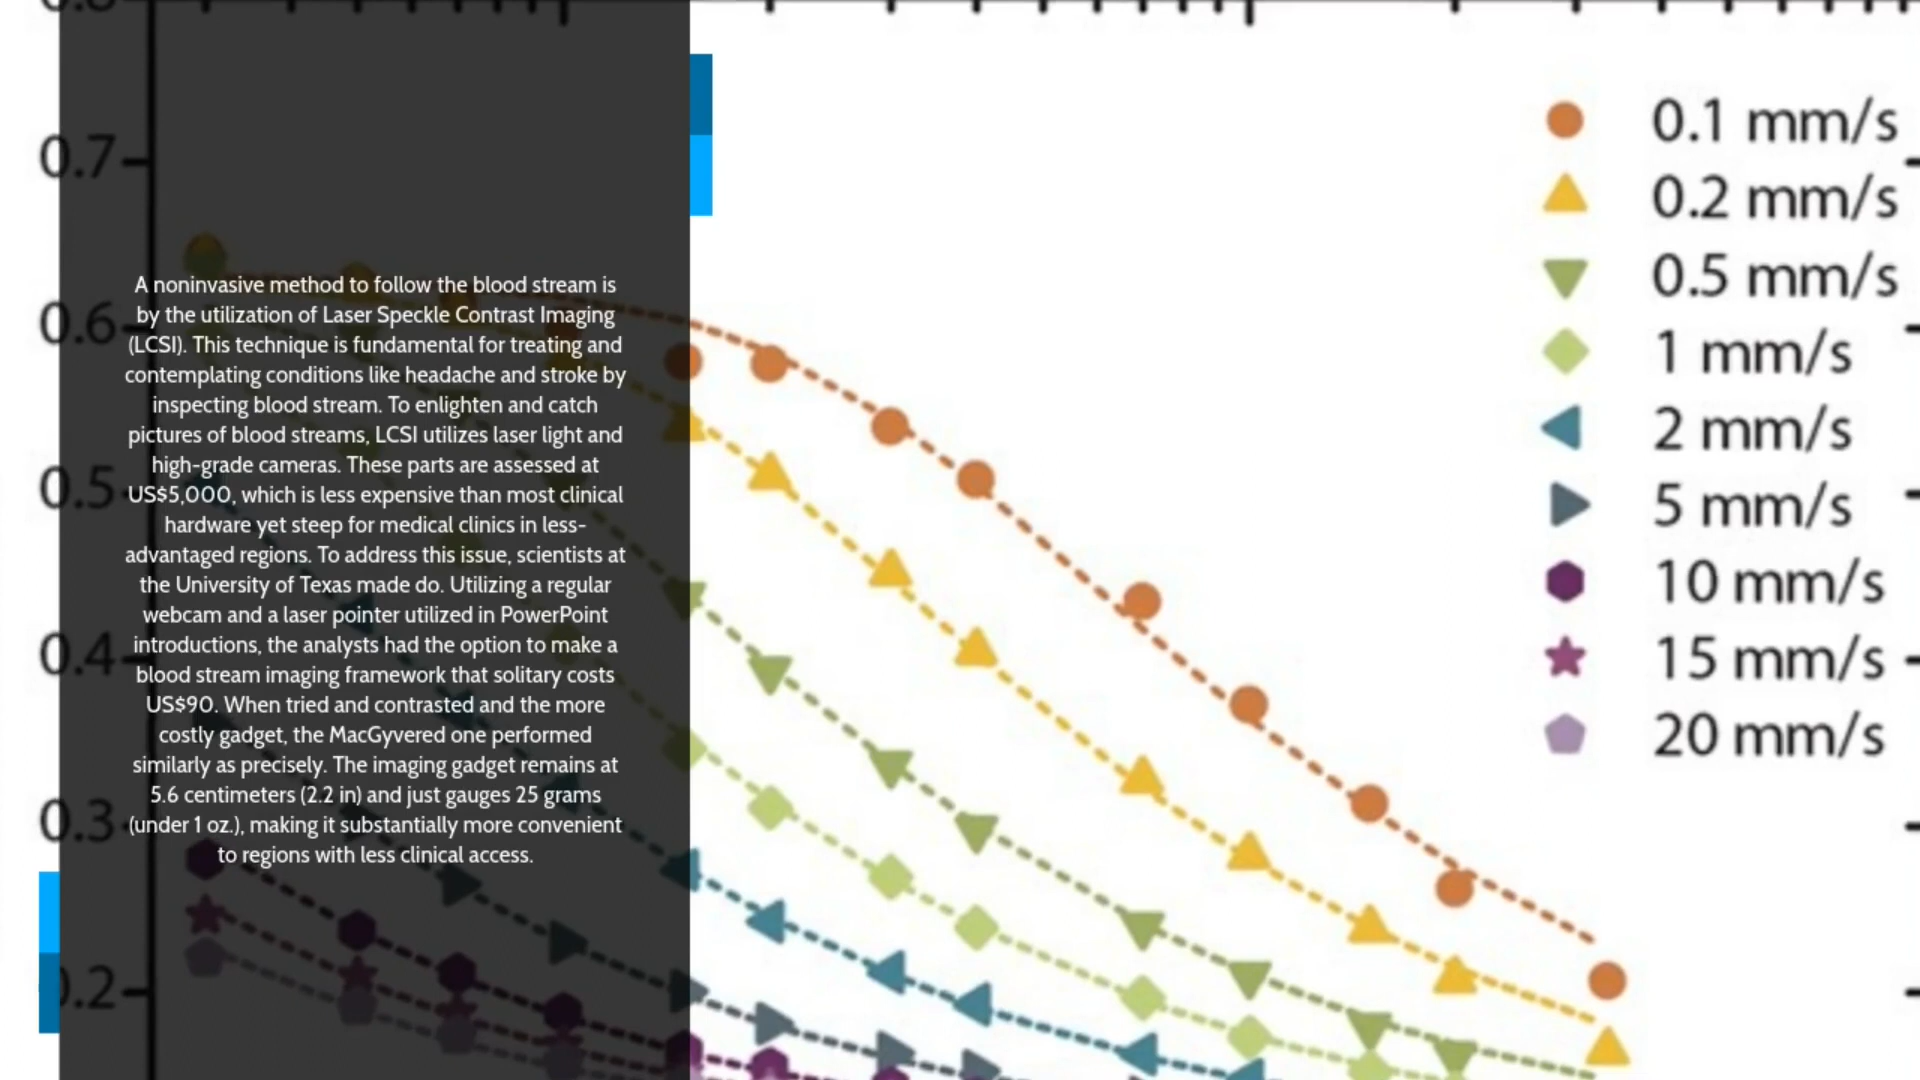 0.8
0.7
0.6
0.5
0.4
0.3
0.2
A noninvasive method to follow the blood stream is
by the utilization of Laser Speckle Contrast Imaging
(LCSI). This technique is fundamental for treating and
contemplating conditions like headache and stroke by
inspecting blood stream. To enlighten and catch
pictures of blood streams, LCSI utilizes laser light and
high-grade cameras. These parts are assessed at
US$5,000, which is less expensive than most clinical
hardware yet steep for medical clinics in less-
advantaged regions. To address this issue, scientists at
the University of Texas made do. Utilizing a regular
webcam and a laser pointer utilized in PowerPoint
introductions, the analysts had the option to make a
blood stream imaging framework that solitary costs
US$90. When tried and contrasted and the more
costly gadget, the MacGyvered one performed
similarly as precisely. The imaging gadget remains at
5.6 centimeters (2.2 in) and just gauges 25 grams
(under 1 oz.), making it substantially more convenient
to regions with less clinical access.
0.1 mm/s
0.2 mm/s
0.5 mm/s
1 mm/s
2 mm/s
5 mm/s
10 mm/s
15 mm/s
20 mm/s